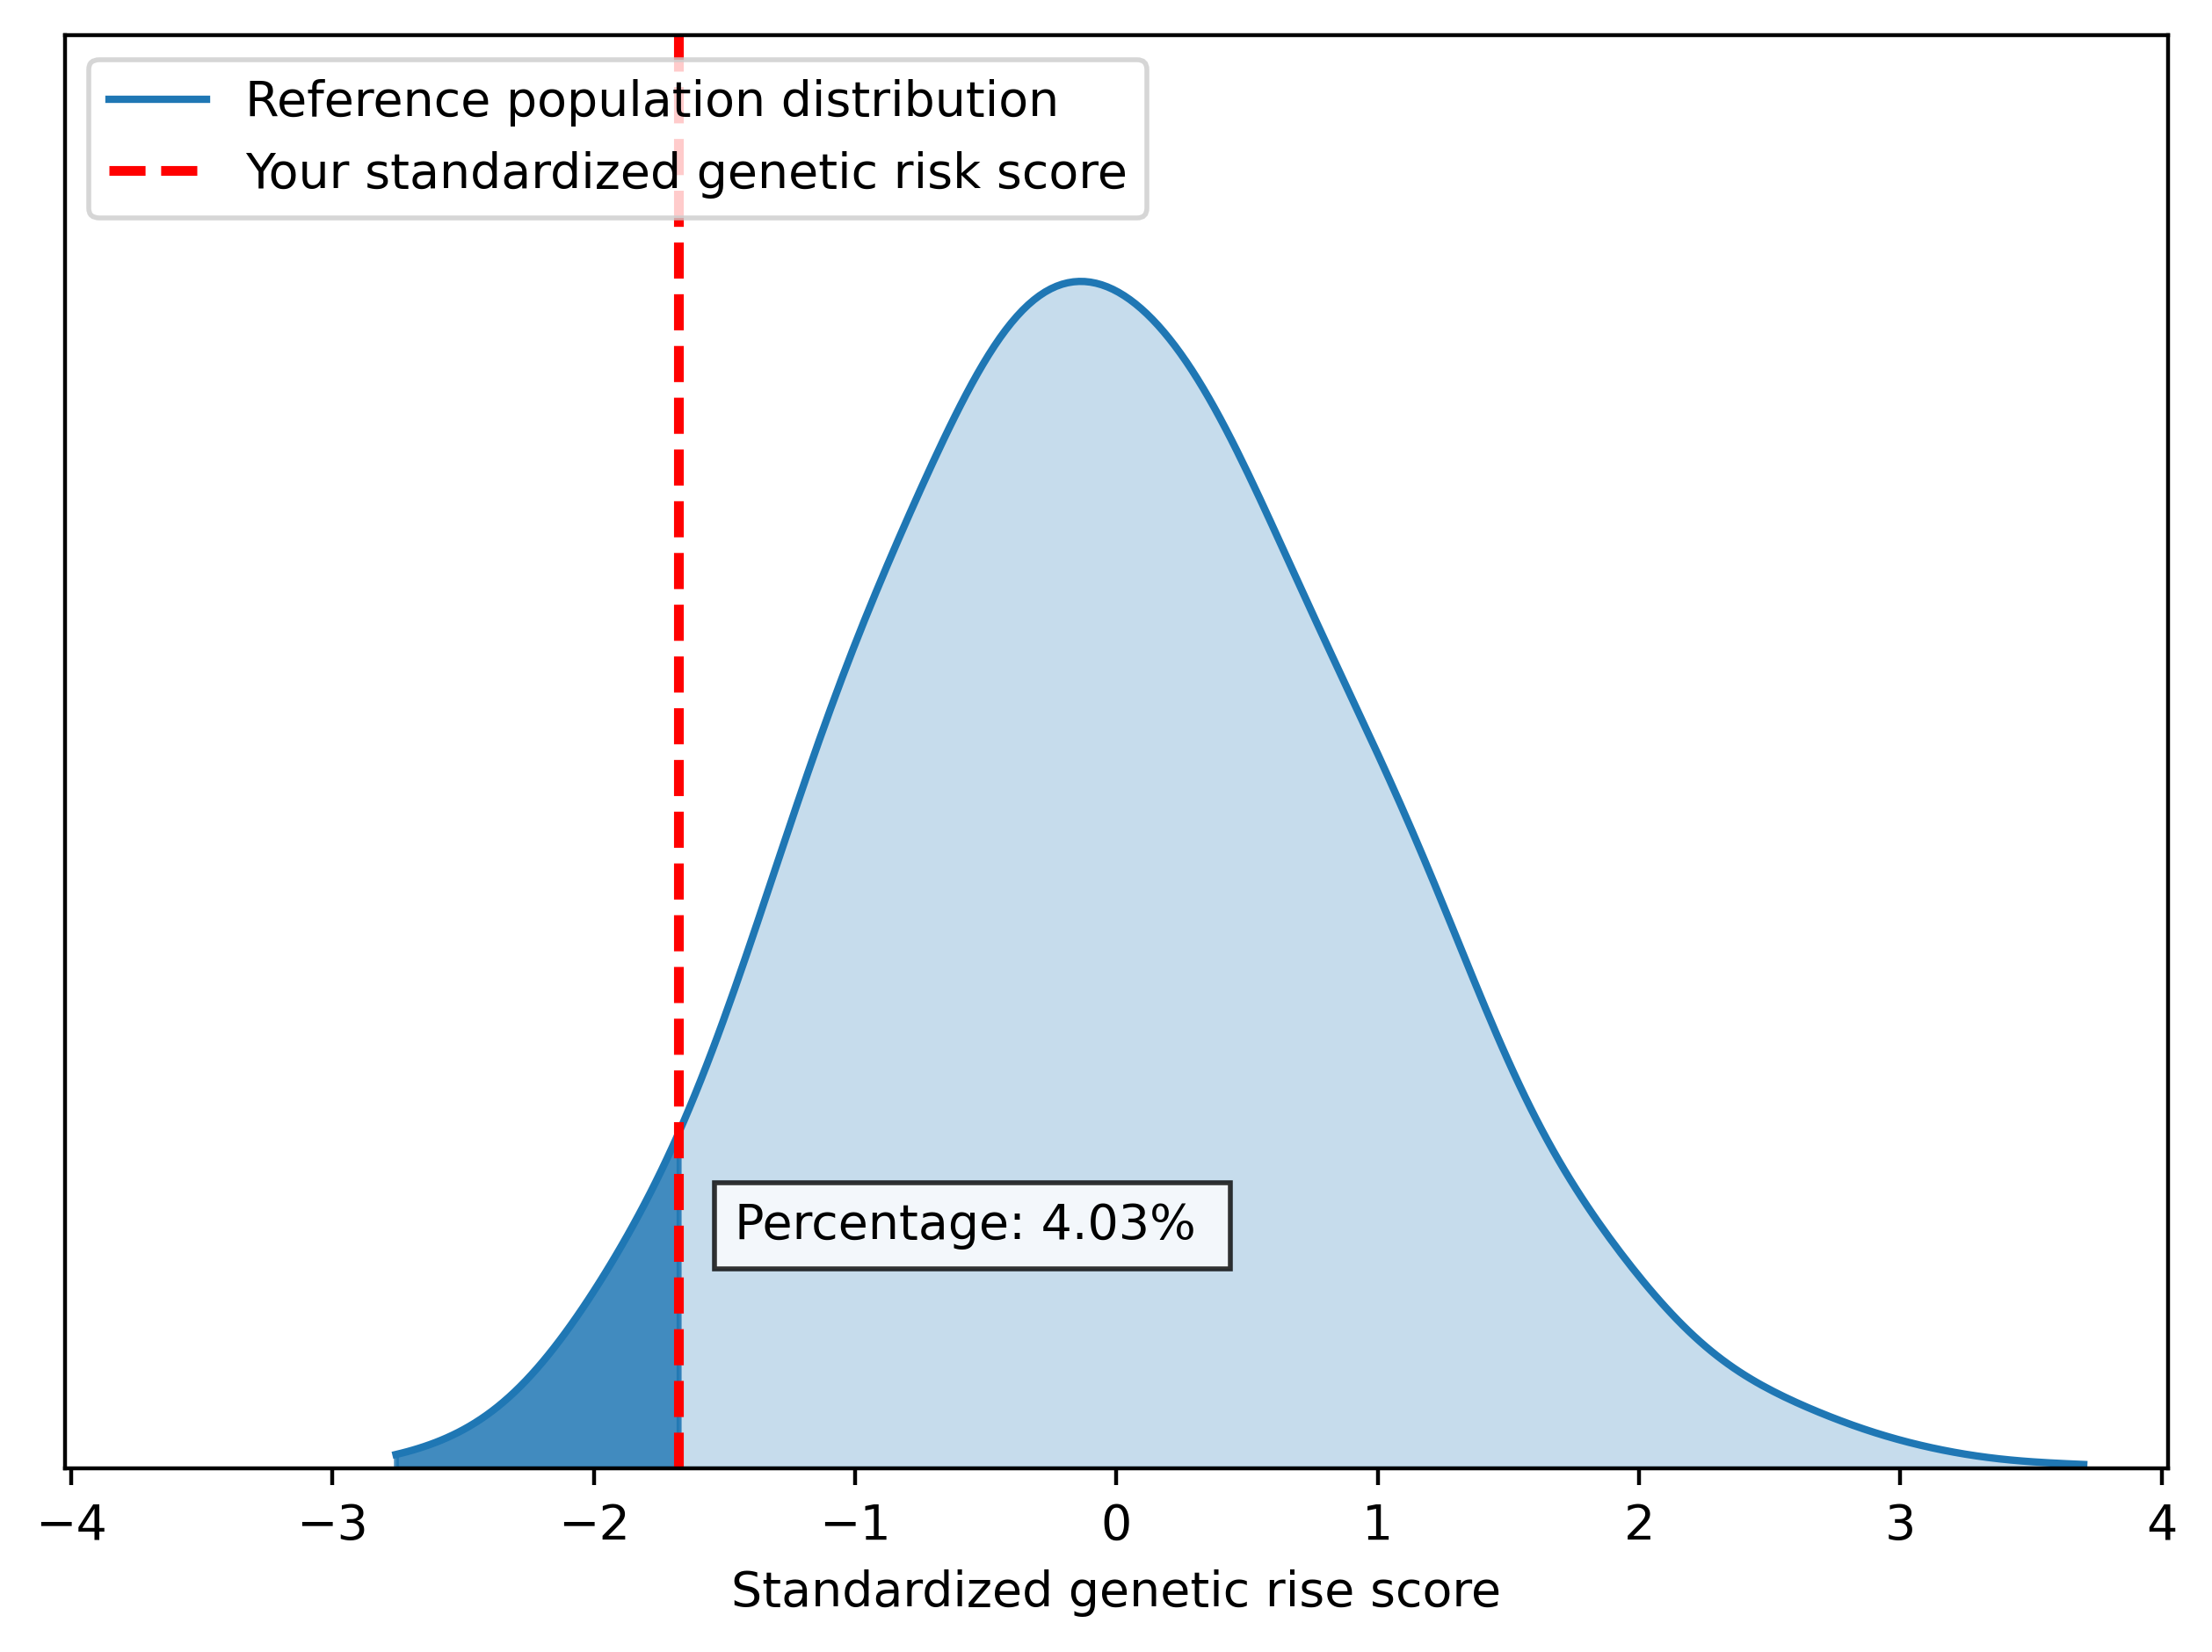 Reference population distribution
Your standardized genetic risk score
Percentage: 4.03%
−4 −3 −2 −1 0 1 2 3 4
Standardized genetic rise score